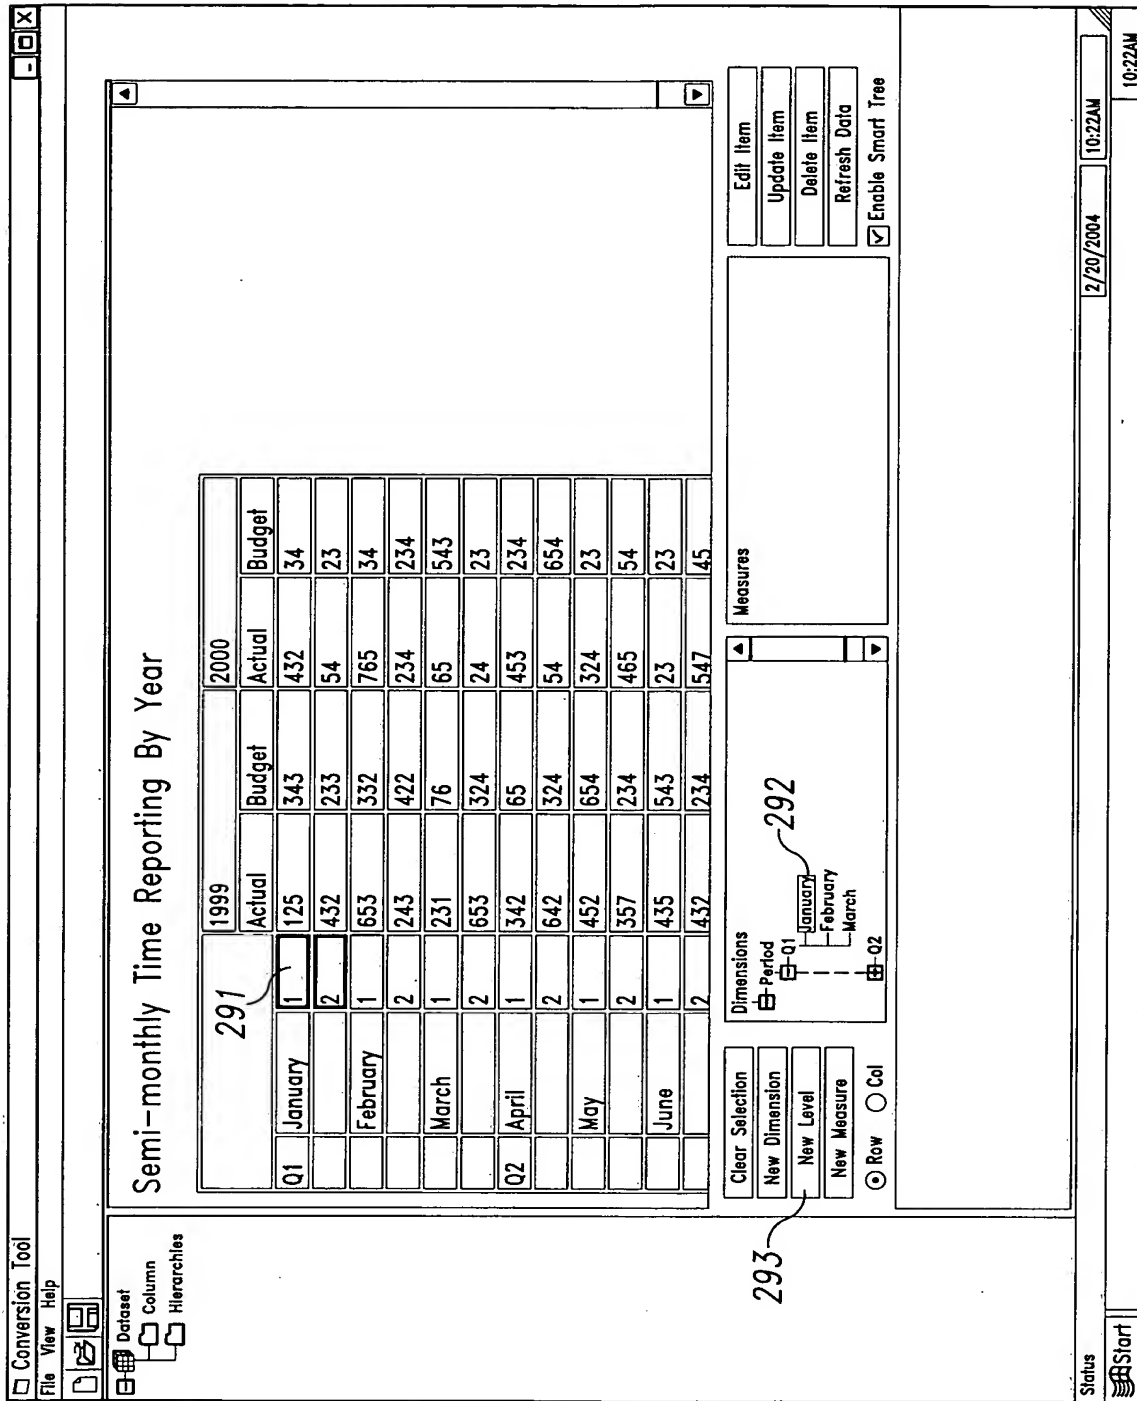 Conversion Tool
File View Help
Dataset
Column
Hierarchies
Semi-monthly Time Reporting By Year
291
1999 2000
Actual Budget Actual Budget
Q1 January 1 125 343 432 34
2 432 233 54 23
February 1 653 332 765 34
2 243 422 234 234
March 1 231 76 65 543
2 653 324 24 23
Q2 April 1 342 65 453 234
2 642 324 54 654
May 1 452 654 324 23
2 357 234 465 54
June 1 435 543 23 23
2 432 234 547 45
Clear Selection
New Dimension
New Level
New Measure
Row Col
293
Dimensions
Period
Q1
January
February
March
Q2
292
Measures
Edit Item
Update Item
Delete Item
Refresh Data
Enable Smart Tree
Status 2/20/2004 10:22AM
Start 10:22AM